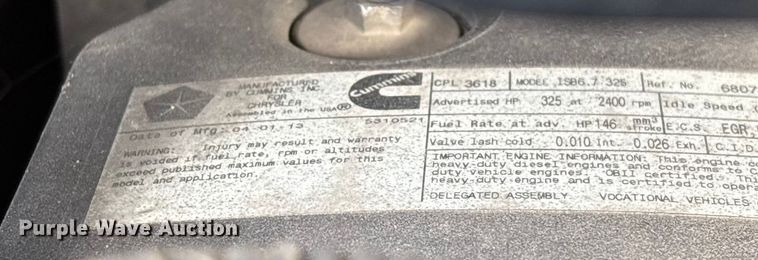 MANUFACTURED
BY CUMMINS INC.
FOR
CHRYSLER
Assembled in the USA
Cummins
5310521
Date of Mfg: 04-01-13
WARNING: Injury may result and warranty
is voided if fuel rate, rpm or altitudes
exceed published maximum values for this
model and application.
CPL 3618 MODEL ISB6.7 325 Ref. No. 6807
Advertised HP 325 at 2400 rpm Idle Speed
Fuel Rate at adv. HP 146 mm3 stroke E.C.S. EGR,
Valve lash cold 0.010 Int. 0.026 Exh. C.I.D.
IMPORTANT ENGINE INFORMATION: This engine
heavy-duty diesel engines and conforms to
duty vehicle engines. OBII certified. Thi
heavy-duty engine and is certified to opera
DELEGATED ASSEMBLY VOCATIONAL VEHICLES
Purple Wave Auction